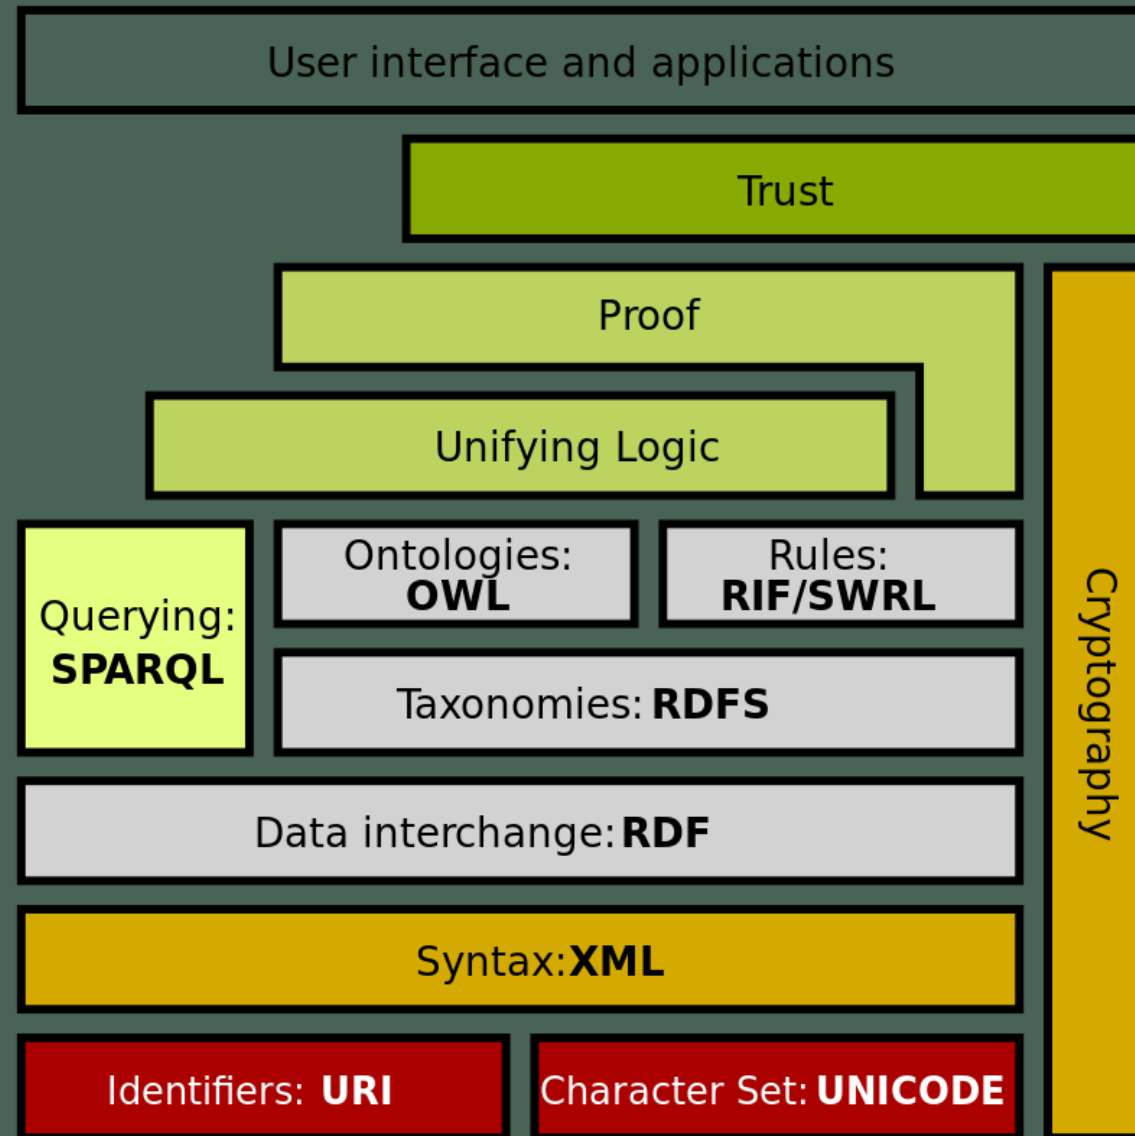 User interface and applications
Trust
Proof
Unifying Logic
Querying:
SPARQL
Ontologies:
OWL
Rules:
RIF/SWRL
Taxonomies: RDFS
Data interchange: RDF
Syntax: XML
Identifiers: URI
Character Set: UNICODE
Cryptography